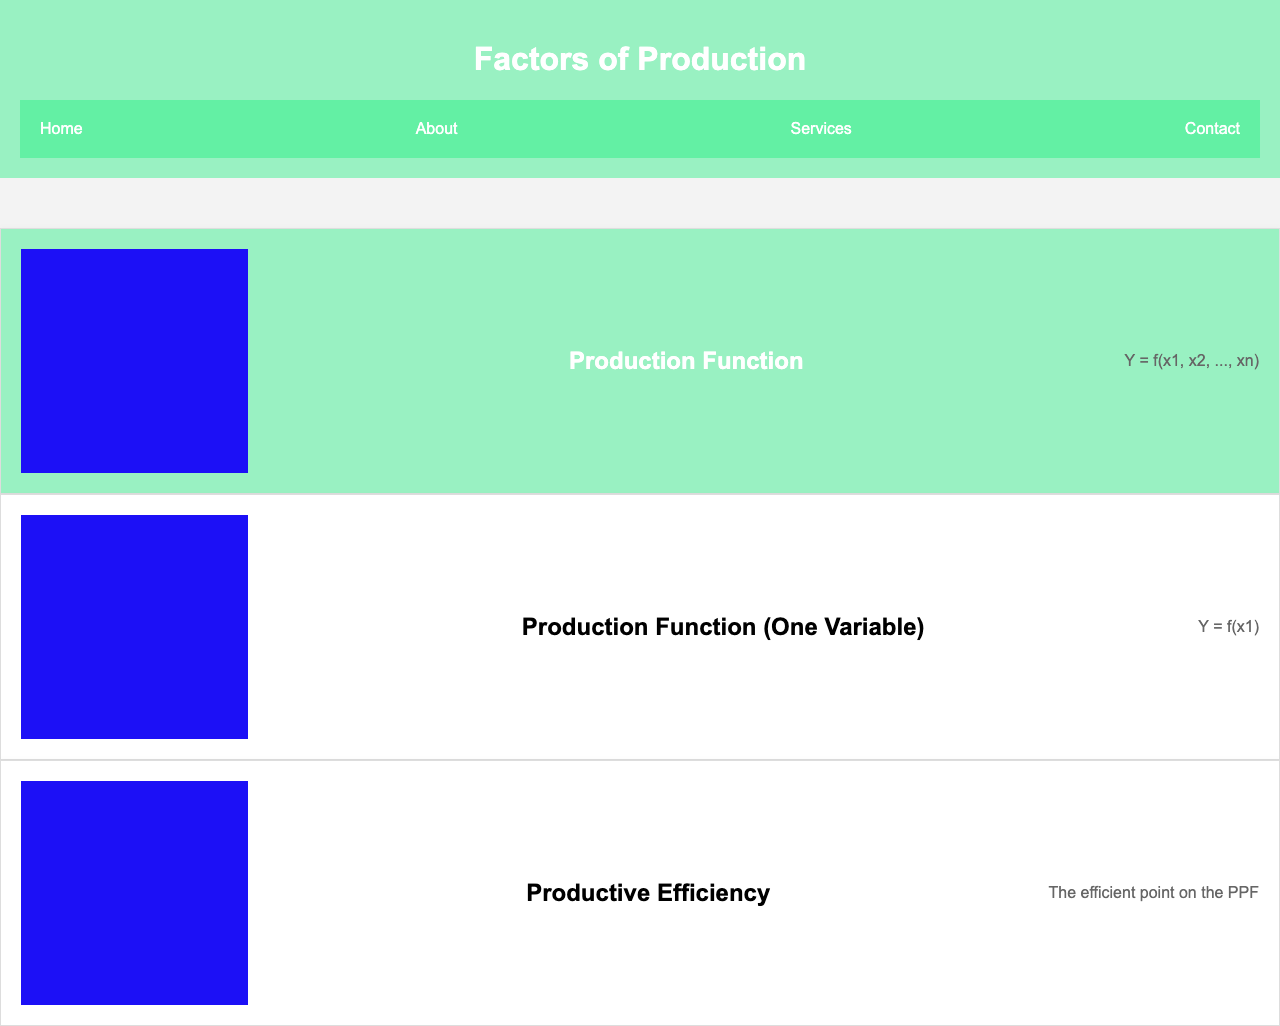 Factors of Production
Home About Services Contact
Production Function Y = f(x1, x2, ..., xn)
Production Function (One Variable) Y = f(x1)
Productive Efficiency The efficient point on the PPF